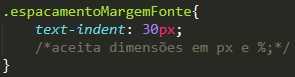 .espacamentoMargemFonte{
text-indent: 30px;
/*aceita dimensões em px e %;*/
}